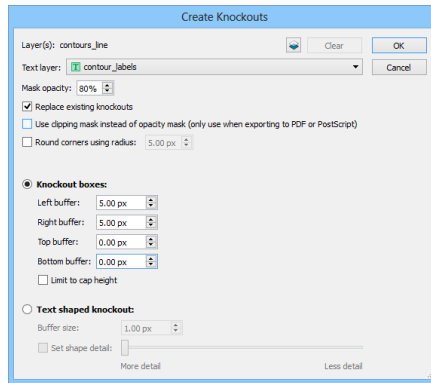 Create Knockouts
Layer(s): contours_line Clear OK
Text layer: T contour_labels Cancel
Mask opacity: 80%
Replace existing knockouts
Use clipping mask instead of opacity mask (only use when exporting to PDF or PostScript)
Round corners using radius: 5.00 px
Knockout boxes:
Left buffer: 5.00 px
Right buffer: 5.00 px
Top buffer: 0.00 px
Bottom buffer: 0.00 px
Limit to cap height
Text shaped knockout:
Buffer size: 1.00 px
Set shape detail:
More detail Less detail